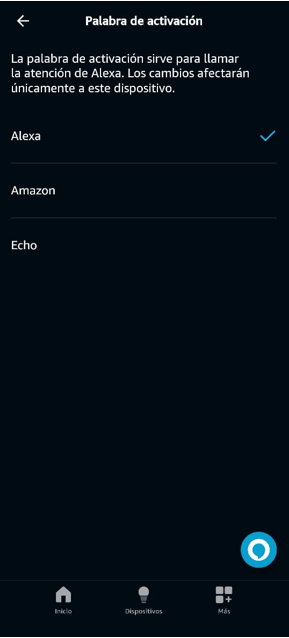 Palabra de activación
La palabra de activación sirve para llamar
la atención de Alexa. Los cambios afectarán
únicamente a este dispositivo.
Alexa
Amazon
Echo
Inicio
Dispositivos
Más